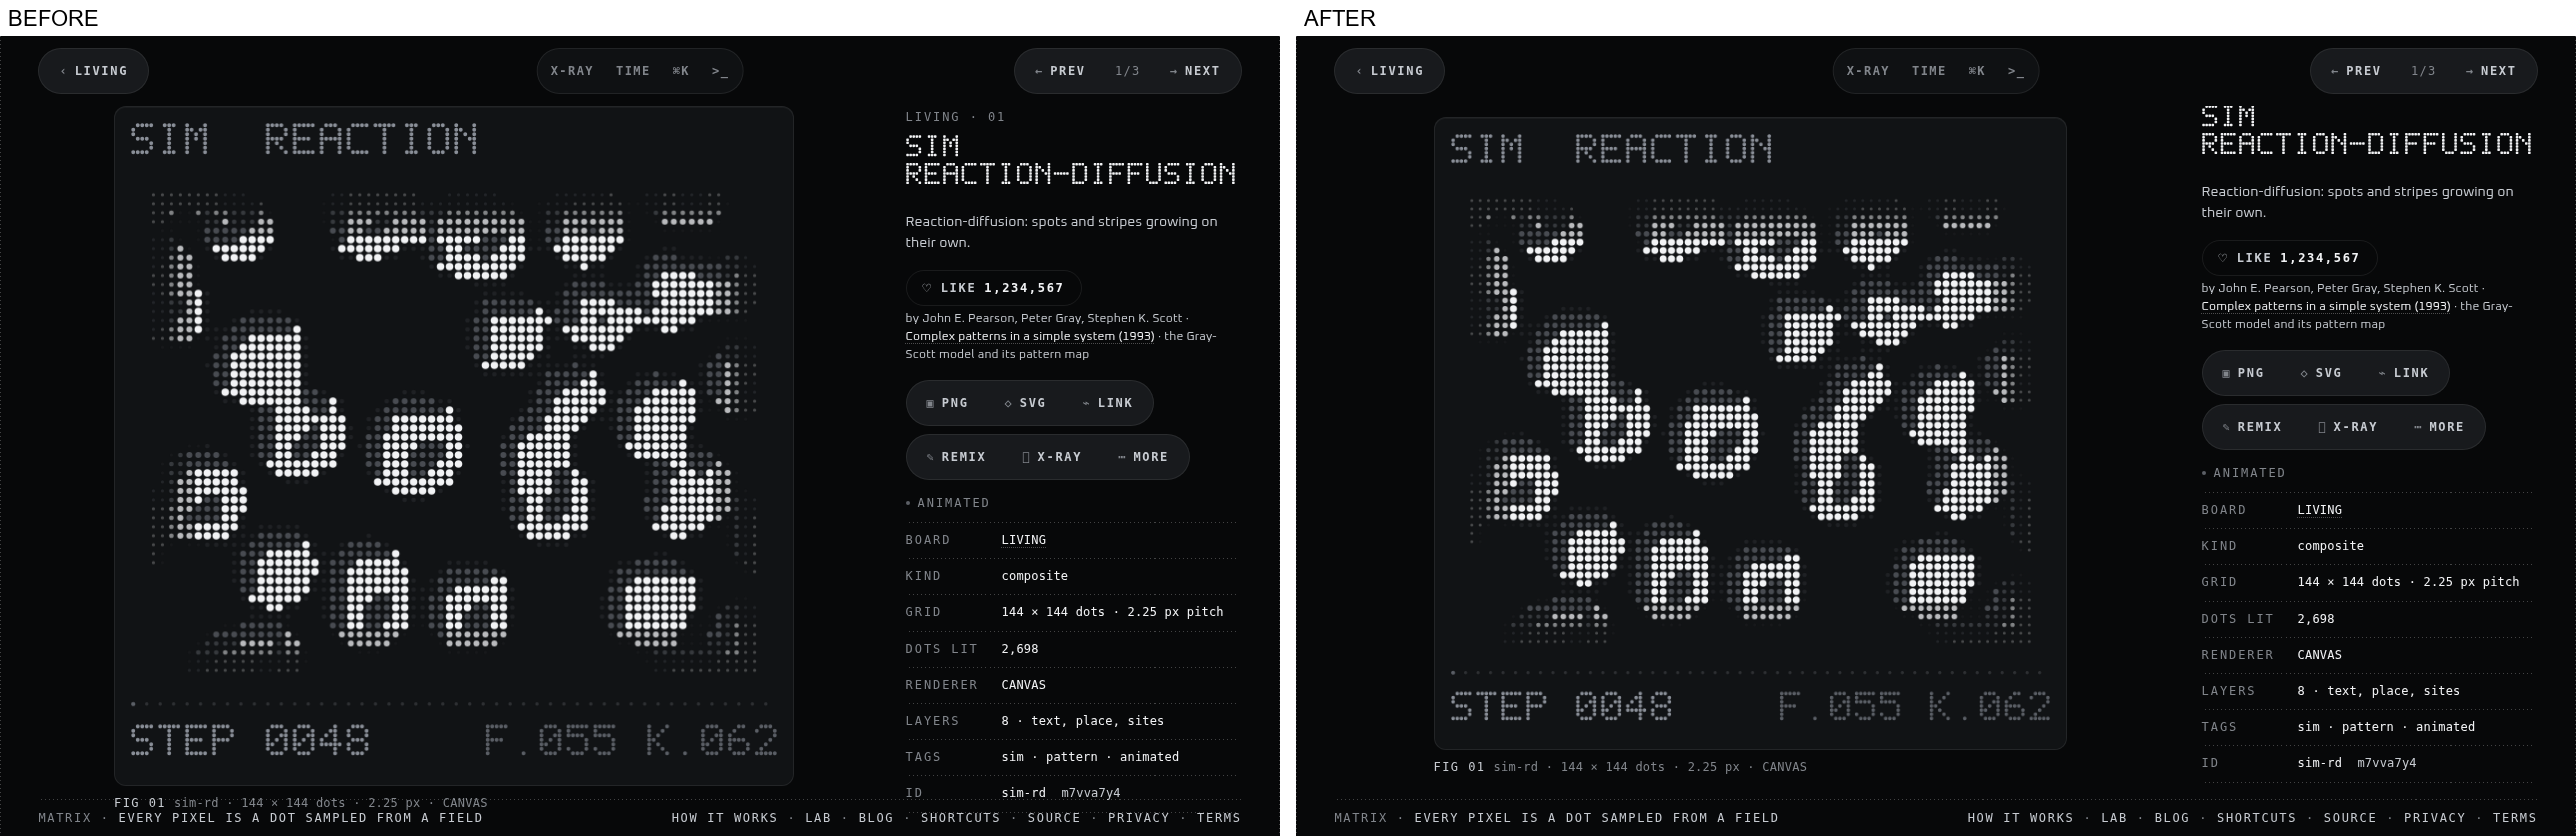 BEFORE
‹ LIVING
X-RAY TIME ⌘K >_
← PREV 1/3 → NEXT
SIM REACTION
STEP 0048 F.055 K.062
FIG 01 sim-rd · 144 × 144 dots · 2.25 px · CANVAS
LIVING · 01
SIM
REACTION-DIFFUSION
Reaction-diffusion: spots and stripes growing on
their own.
♡ LIKE 1,234,567
by John E. Pearson, Peter Gray, Stephen K. Scott ·
Complex patterns in a simple system (1993) · the Gray-
Scott model and its pattern map
▣ PNG ◇ SVG ⌁ LINK
✎ REMIX X-RAY ⋯ MORE
• ANIMATED
BOARD LIVING
KIND composite
GRID 144 × 144 dots · 2.25 px pitch
DOTS LIT 2,698
RENDERER CANVAS
LAYERS 8 · text, place, sites
TAGS sim · pattern · animated
ID sim-rd m7vva7y4
MATRIX · EVERY PIXEL IS A DOT SAMPLED FROM A FIELD
HOW IT WORKS · LAB · BLOG · SHORTCUTS · SOURCE · PRIVACY · TERMS
AFTER
‹ LIVING
X-RAY TIME ⌘K >_
← PREV 1/3 → NEXT
SIM REACTION
STEP 0048 F.055 K.062
FIG 01 sim-rd · 144 × 144 dots · 2.25 px · CANVAS
SIM
REACTION-DIFFUSION
Reaction-diffusion: spots and stripes growing on
their own.
♡ LIKE 1,234,567
by John E. Pearson, Peter Gray, Stephen K. Scott ·
Complex patterns in a simple system (1993) · the Gray-
Scott model and its pattern map
▣ PNG ◇ SVG ⌁ LINK
✎ REMIX X-RAY ⋯ MORE
• ANIMATED
BOARD LIVING
KIND composite
GRID 144 × 144 dots · 2.25 px pitch
DOTS LIT 2,698
RENDERER CANVAS
LAYERS 8 · text, place, sites
TAGS sim · pattern · animated
ID sim-rd m7vva7y4
MATRIX · EVERY PIXEL IS A DOT SAMPLED FROM A FIELD
HOW IT WORKS · LAB · BLOG · SHORTCUTS · SOURCE · PRIVACY · TERMS